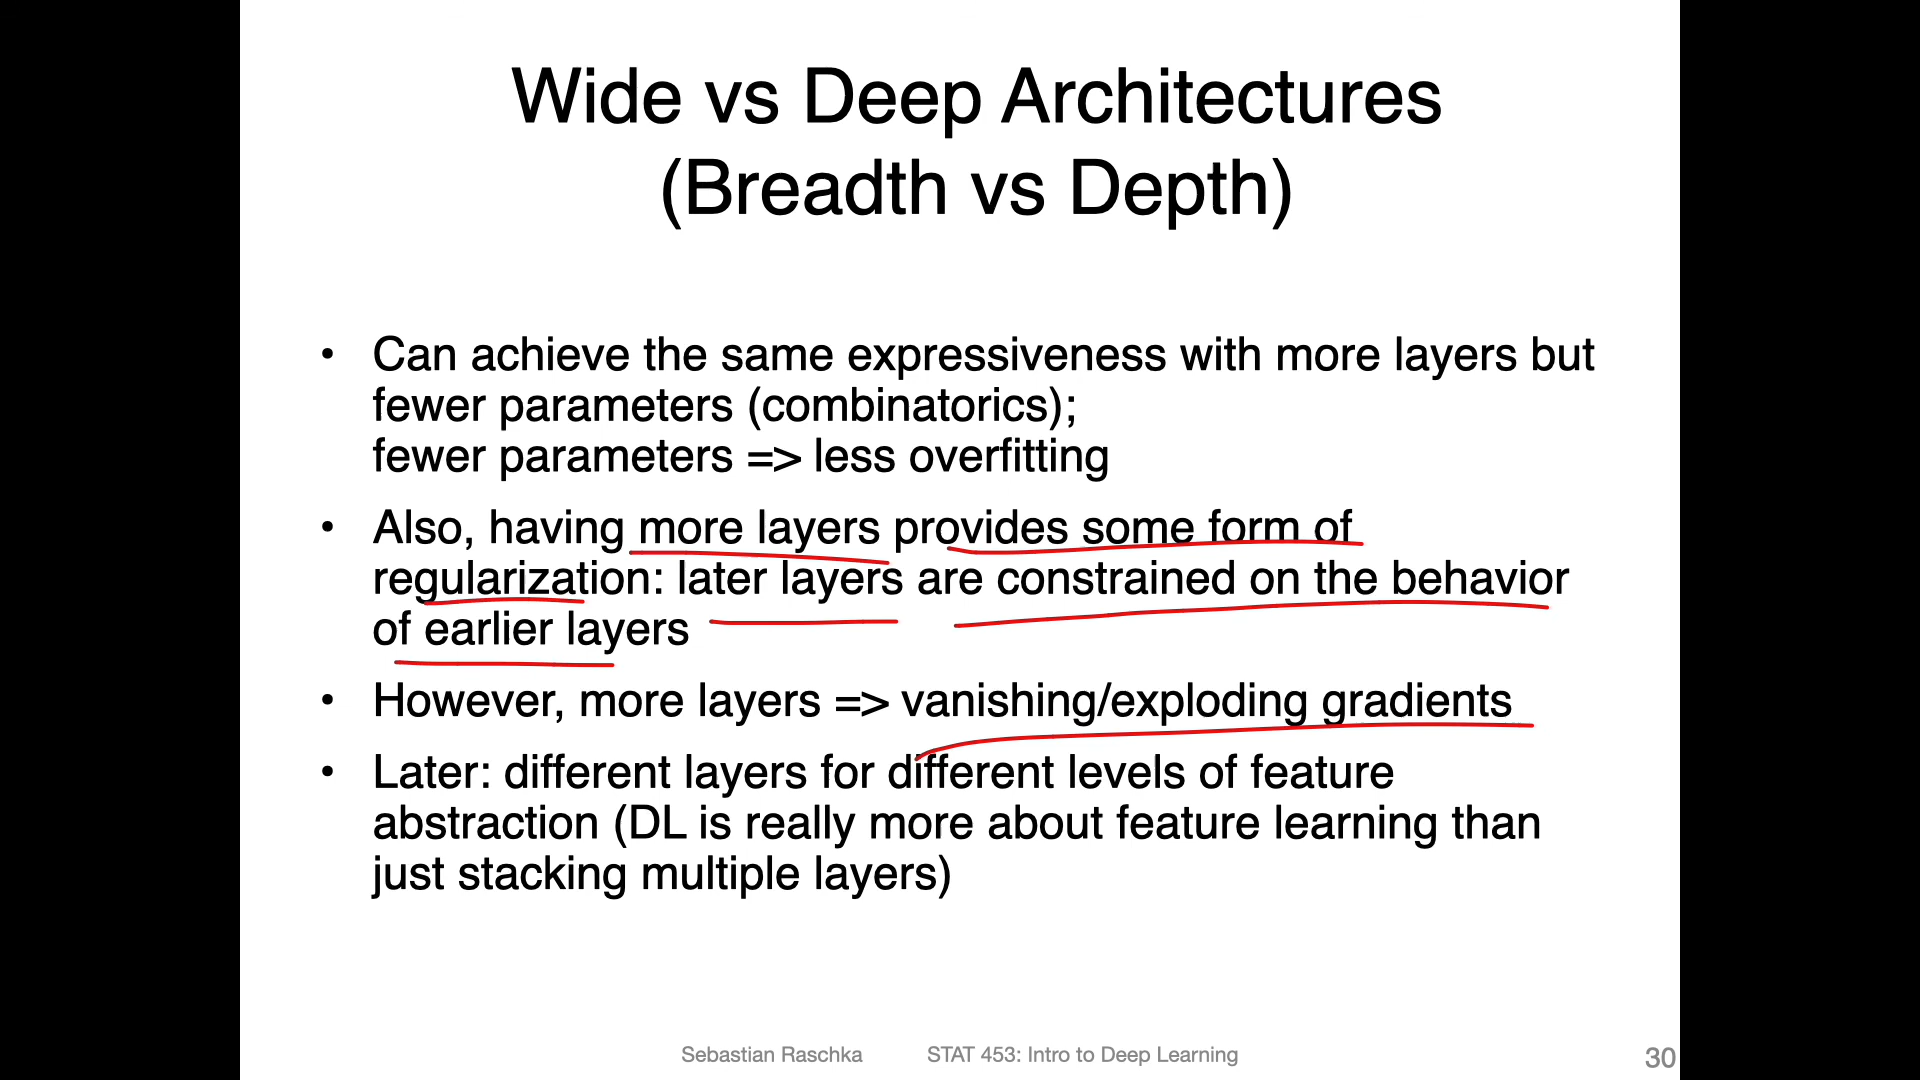 Wide vs Deep Architectures
(Breadth vs Depth)
• Can achieve the same expressiveness with more layers but
fewer parameters (combinatorics);
fewer parameters => less overfitting
• Also, having more layers provides some form of
regularization: later layers are constrained on the behavior
of earlier layers
• However, more layers => vanishing/exploding gradients
• Later: different layers for different levels of feature
abstraction (DL is really more about feature learning than
just stacking multiple layers)
Sebastian Raschka STAT 453: Intro to Deep Learning 30